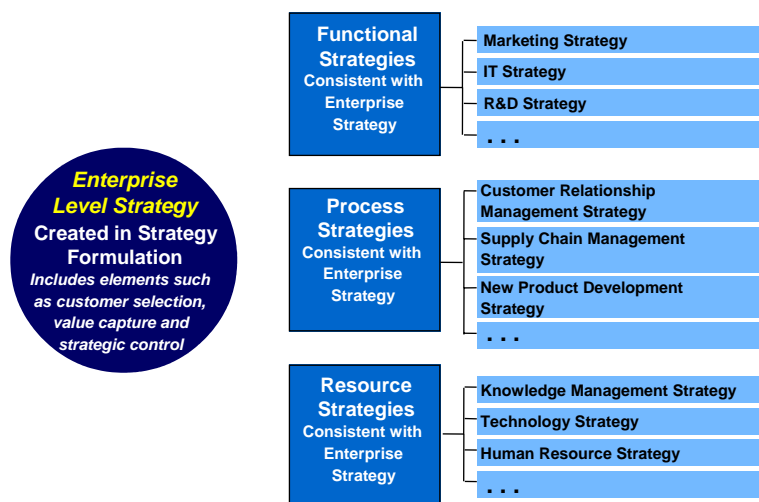 Enterprise
Level Strategy
Created in Strategy
Formulation
Includes elements such
as customer selection,
value capture and
strategic control
Functional
Strategies
Consistent with
Enterprise
Strategy
Marketing Strategy
IT Strategy
R&D Strategy
. . .
Process
Strategies
Consistent with
Enterprise
Strategy
Customer Relationship
Management Strategy
Supply Chain Management
Strategy
New Product Development
Strategy
. . .
Resource
Strategies
Consistent with
Enterprise
Strategy
Knowledge Management Strategy
Technology Strategy
Human Resource Strategy
. . .